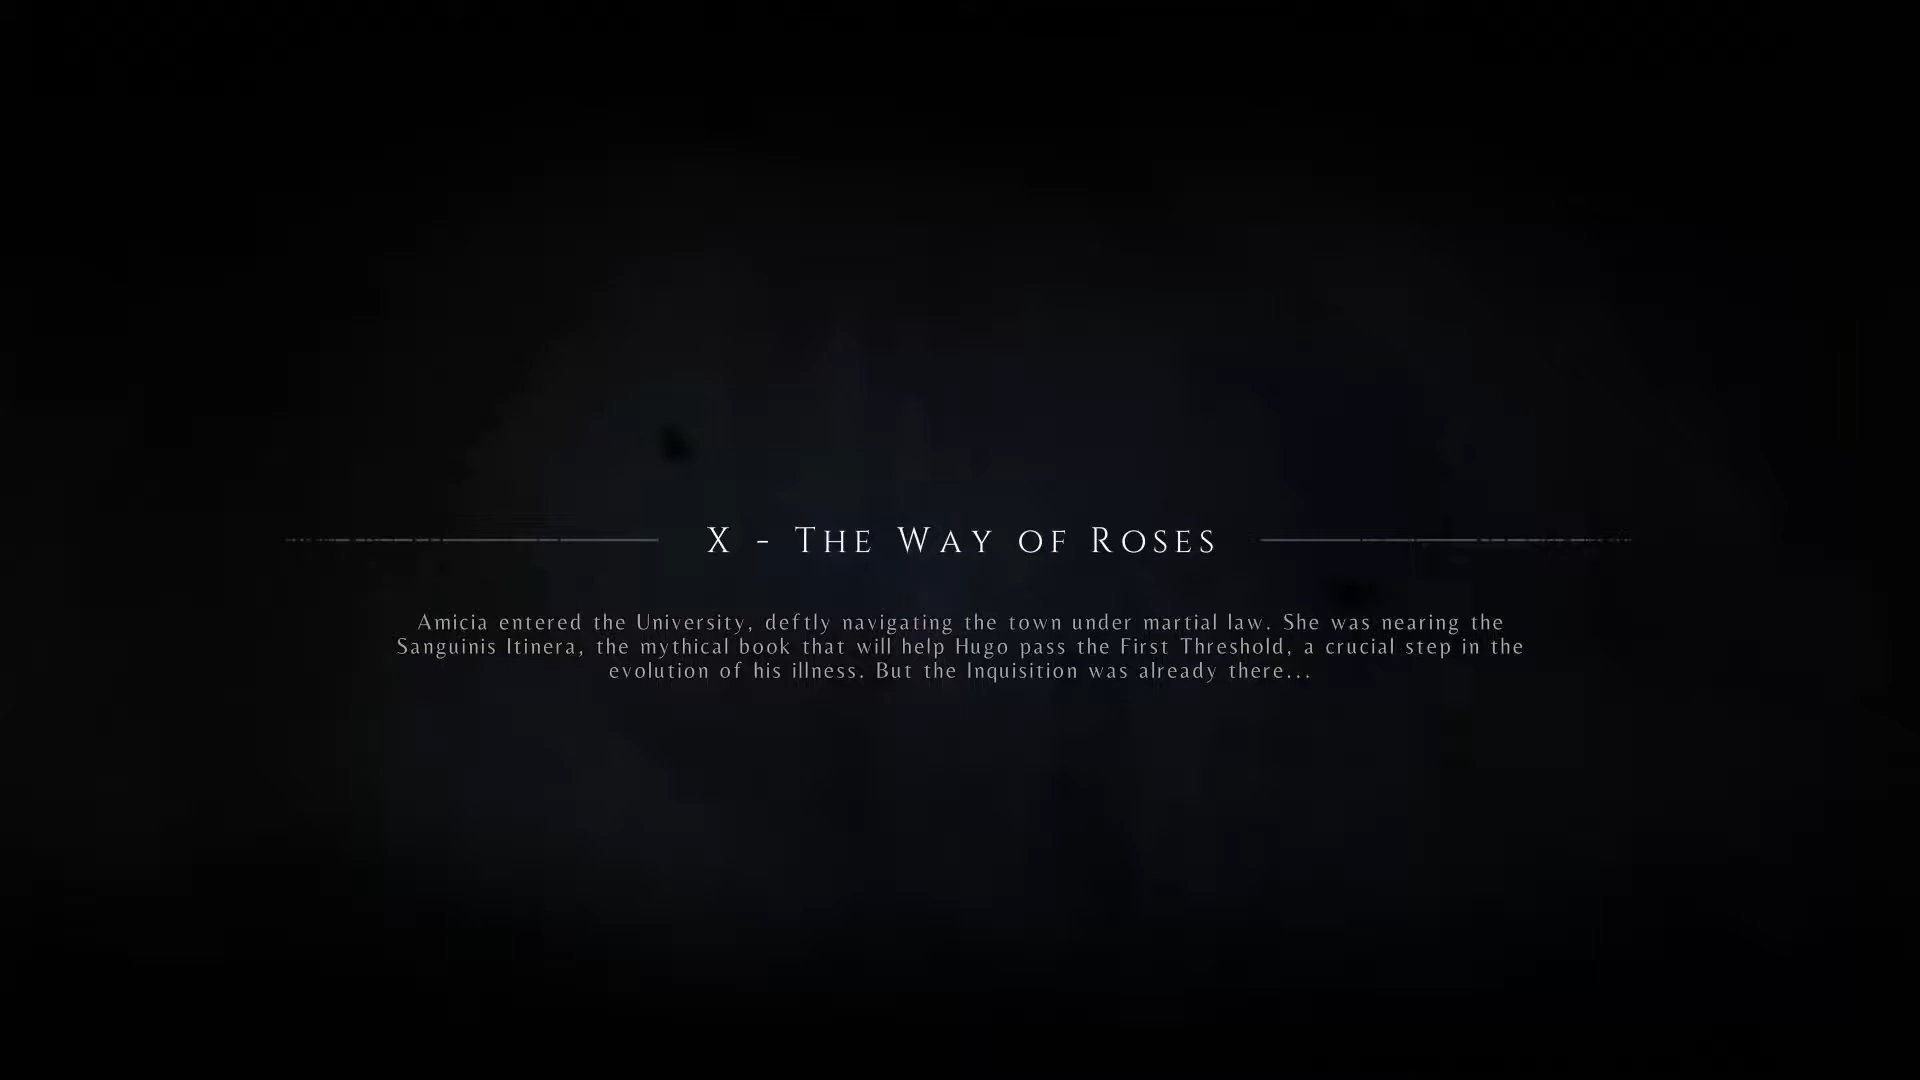 X - The Way of Roses
Amicia entered the University, deftly navigating the town under martial law. She was nearing the
Sanguinis Itinera, the mythical book that will help Hugo pass the First Threshold, a crucial step in the
evolution of his illness. But the Inquisition was already there...